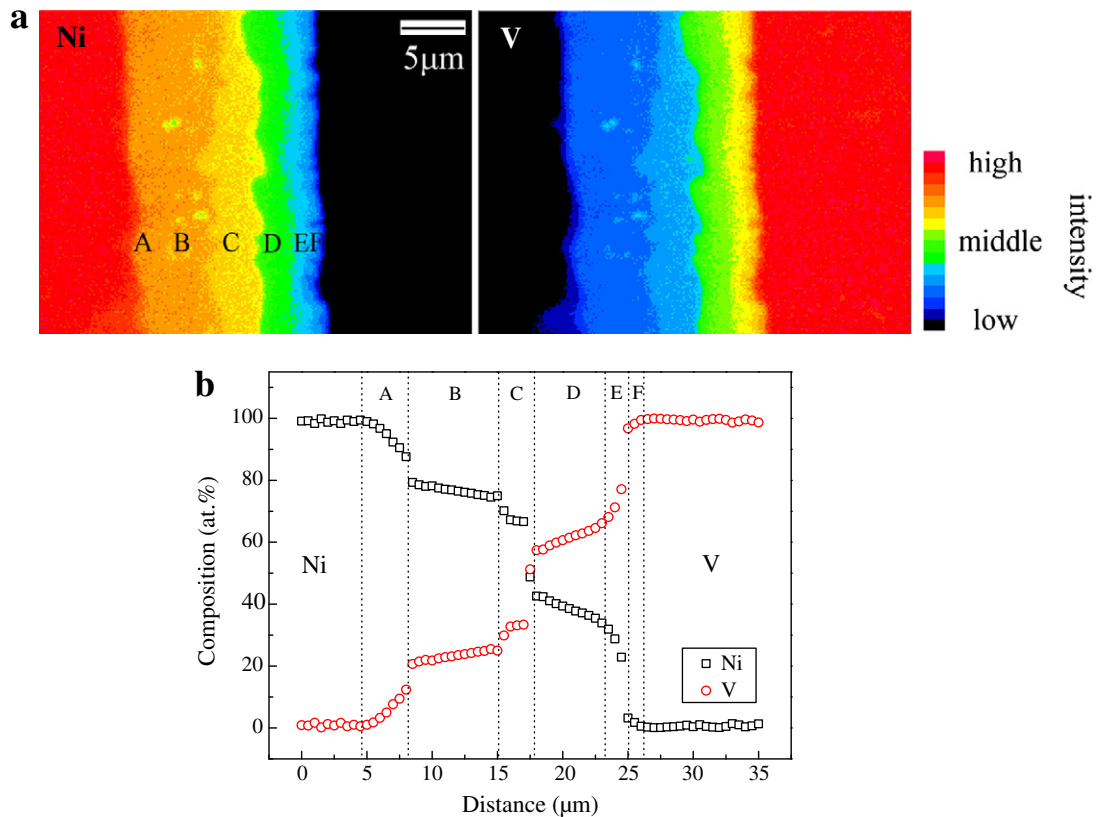 a
Ni
5μm
V
A B C D E F
high
middle
low
intensity
b
A B C D E F
100
80
60
40
20
0
Composition (at.%)
Ni
V
Ni
V
0 5 10 15 20 25 30 35
Distance (μm)